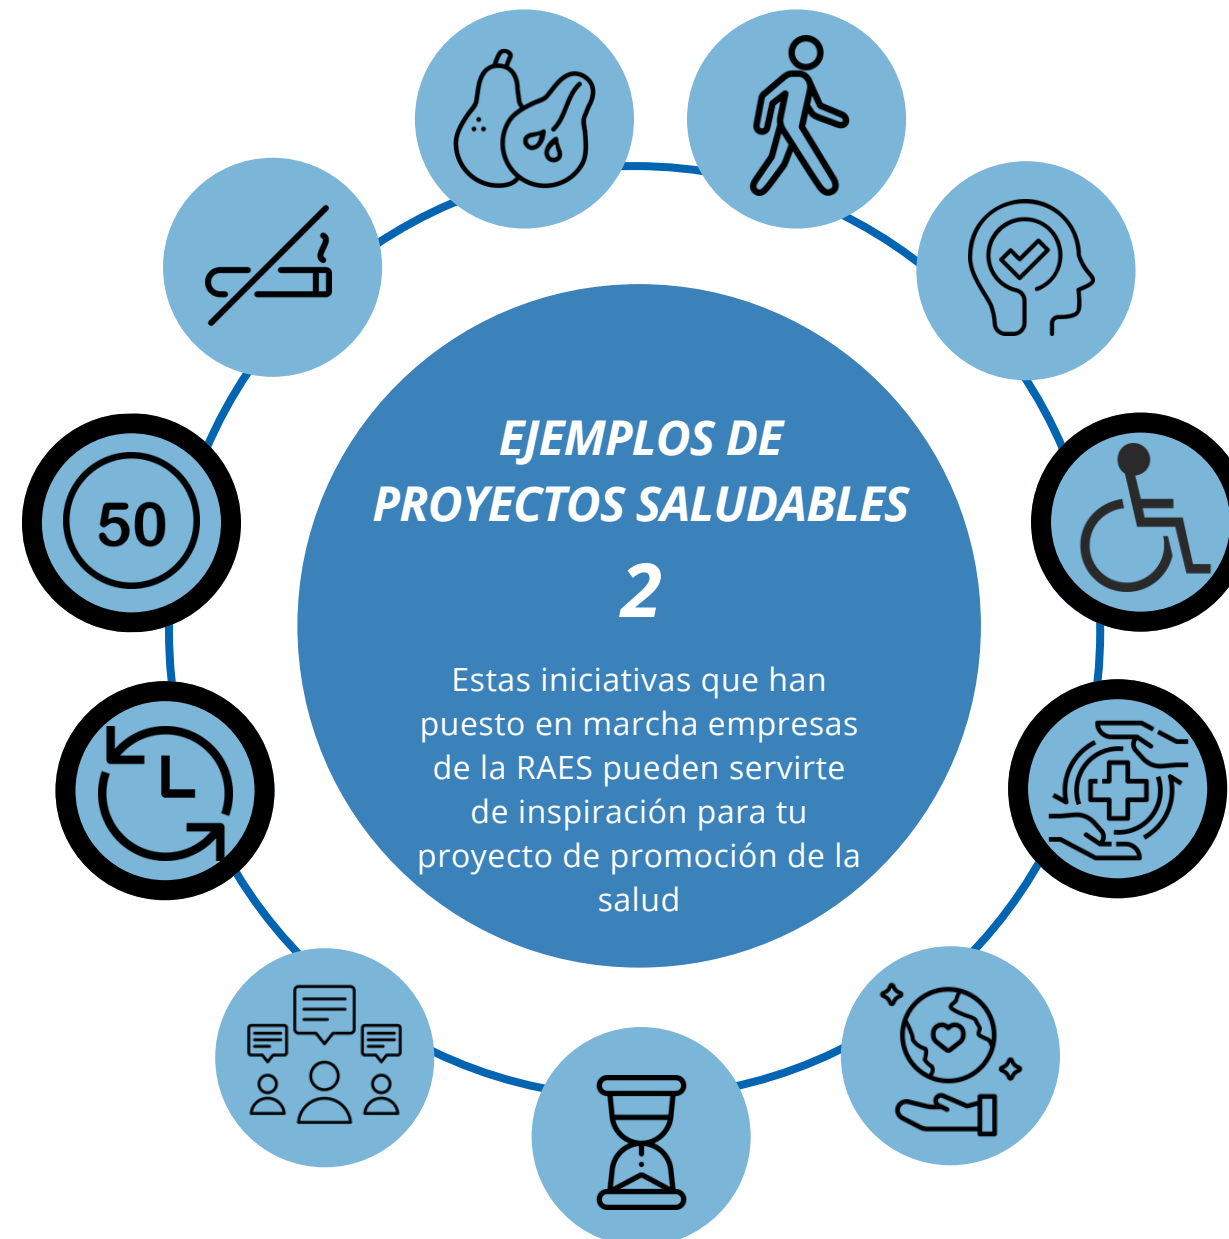 EJEMPLOS DE
PROYECTOS SALUDABLES
2
50
Estas iniciativas que han
puesto en marcha empresas
de la RAES pueden servirte
de inspiración para tu
proyecto de promoción de la
salud